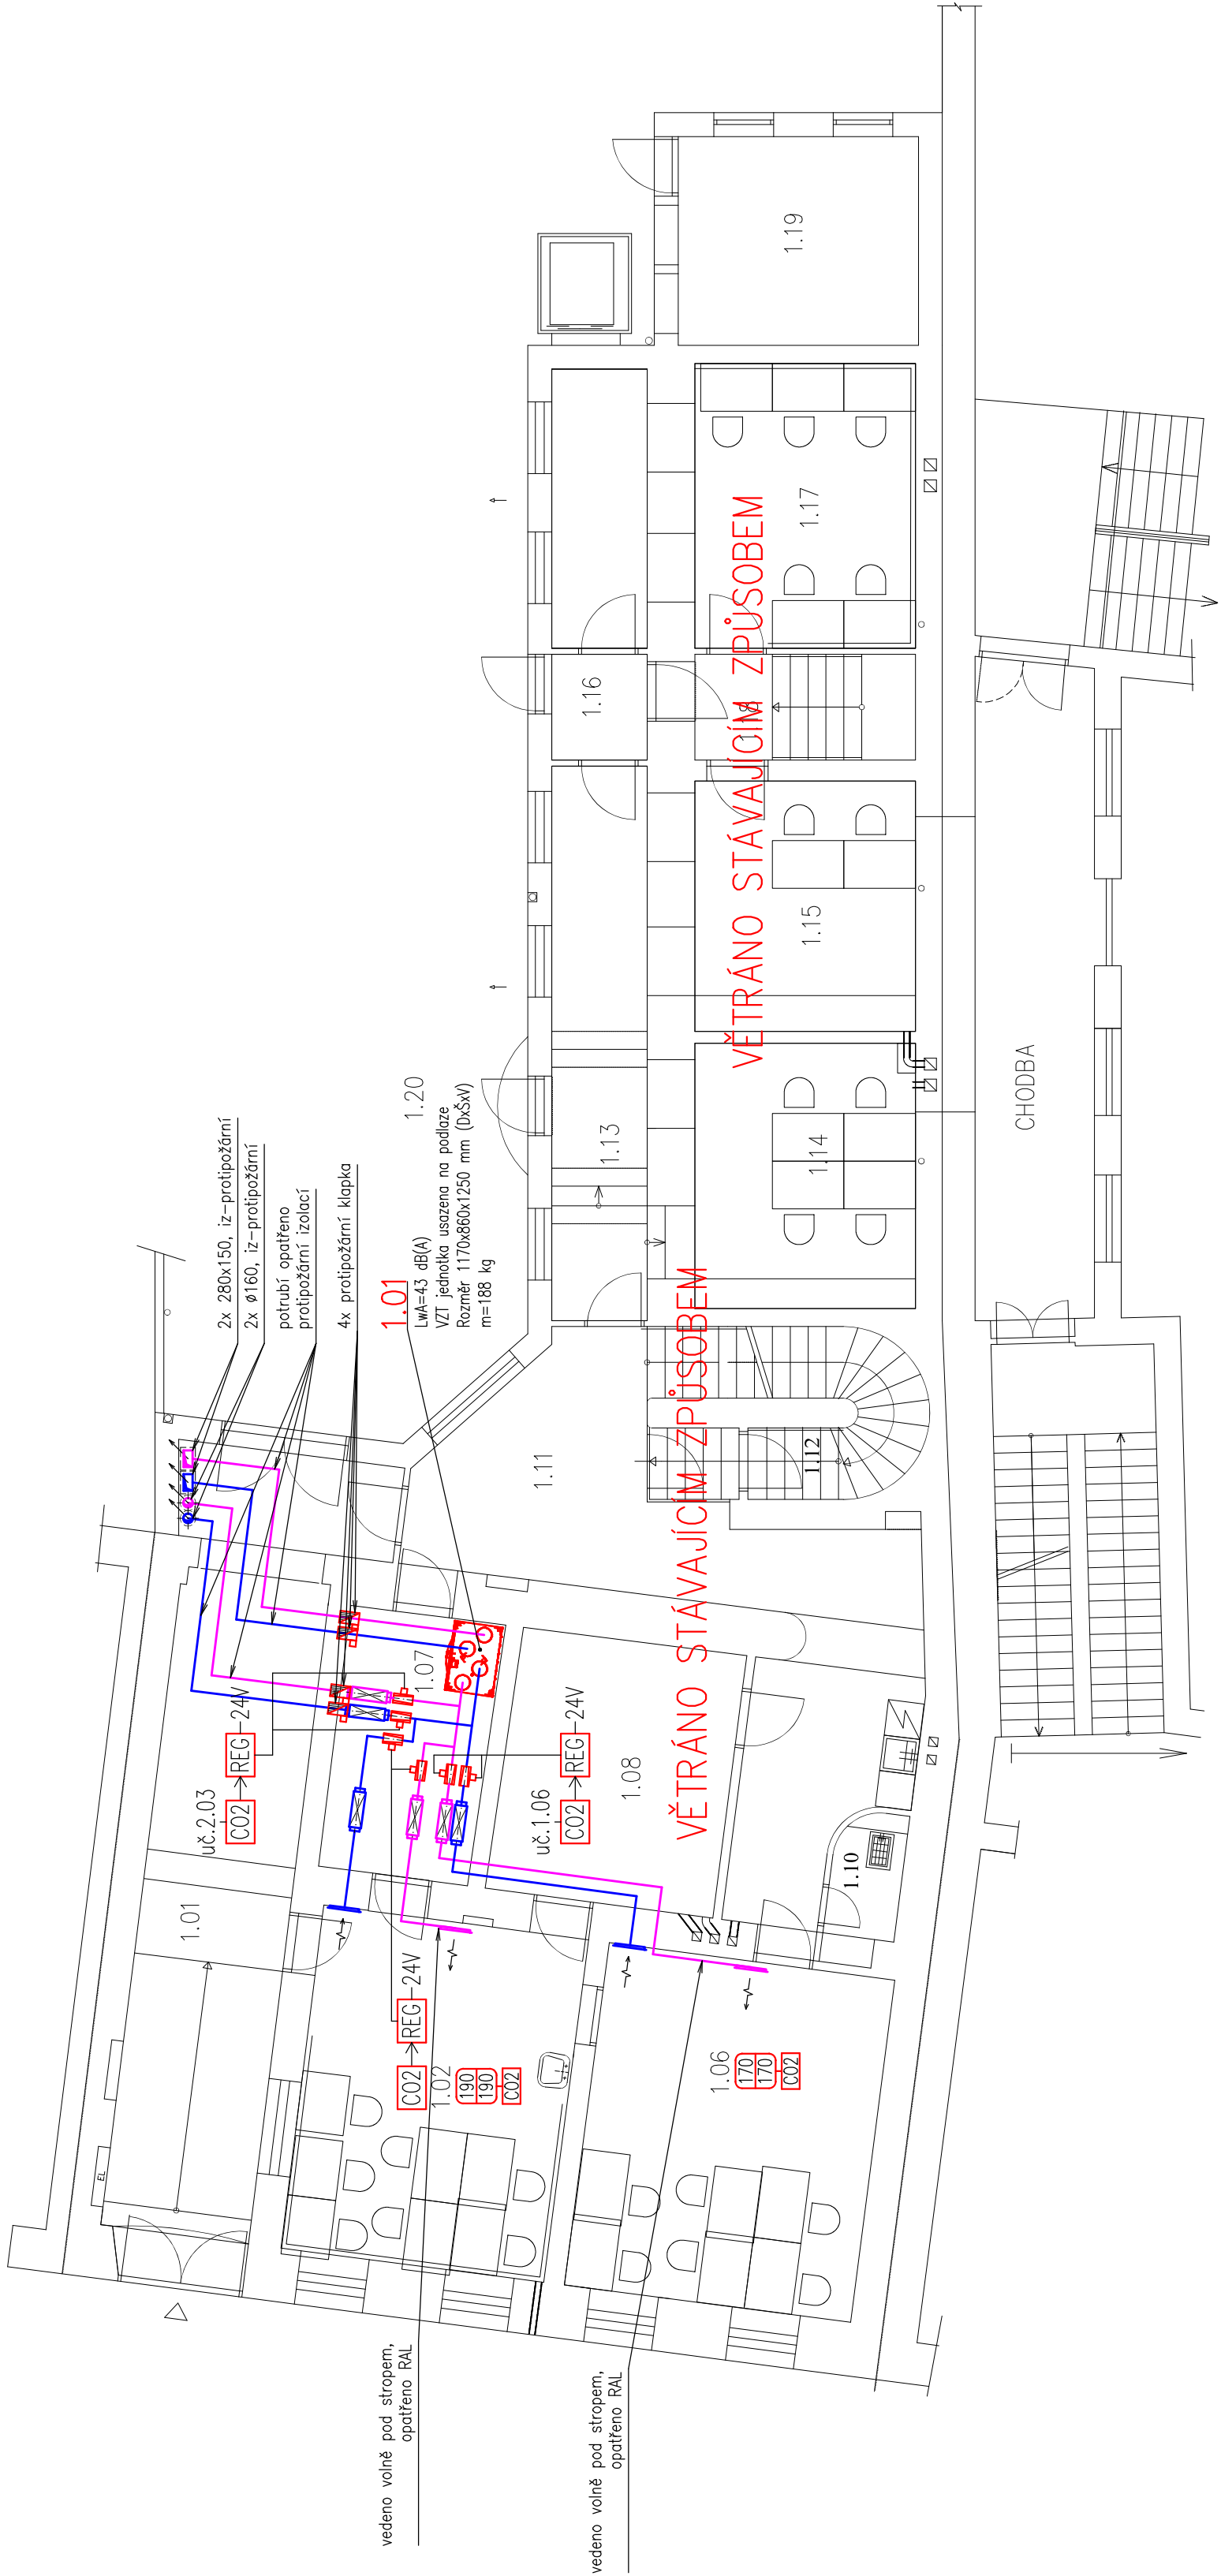 2x 280x150, iz-protipožární
2x ø160, iz-protipožární
potrubí opatřeno
protipožární izolací
4x protipožární klapka
1.01
LwA=43 dB(A)
VZT jednotka usazena na podlaze
Rozměr 1170x860x1250 mm (DxŠxV)
m=188 kg
1.20
uč.2.03
CO2
REG
24V
uč.1.06
CO2
REG
24V
CO2
REG
24V
1.01
1.02
190
190
CO2
1.06
170
170
CO2
1.07
1.08
1.10
1.11
1.12
1.13
1.14
1.15
1.16
1.17
1.18
1.19
VĚTRÁNO STÁVAJÍCÍM ZPŮSOBEM
VĚTRÁNO STÁVAJÍCÍM ZPŮSOBEM
CHODBA
EL
vedeno volně pod stropem,
opatřeno RAL
vedeno volně pod stropem,
opatřeno RAL